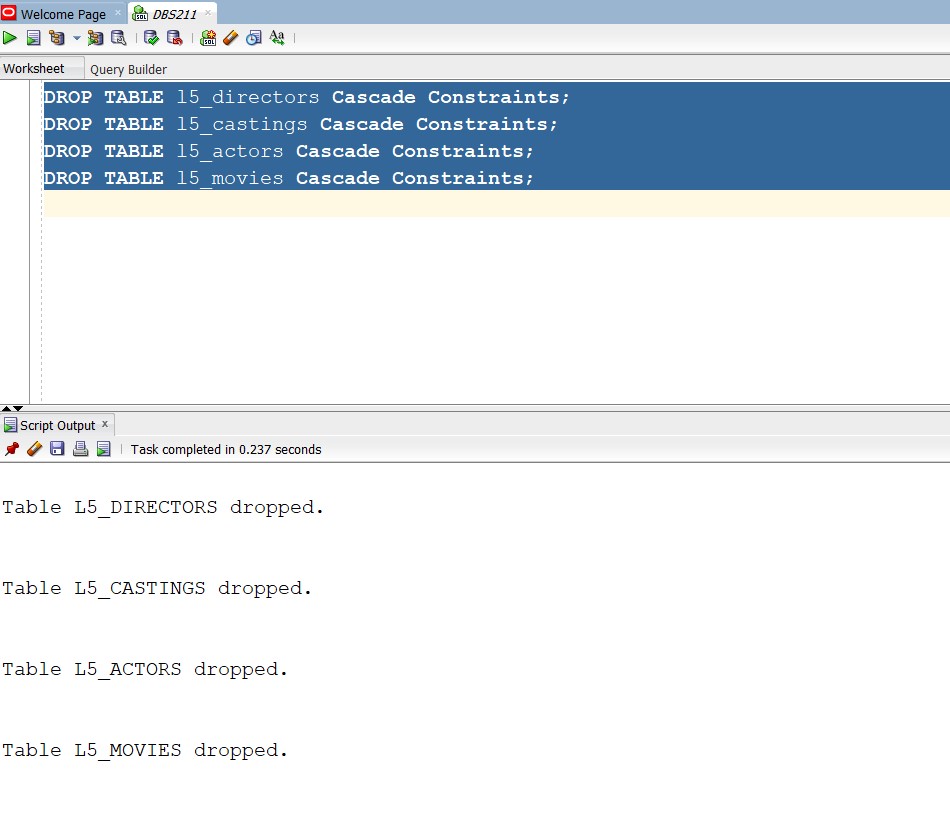 Welcome Page
DBS211
Worksheet
Query Builder
DROP TABLE l5_directors Cascade Constraints;
DROP TABLE l5_castings Cascade Constraints;
DROP TABLE l5_actors Cascade Constraints;
DROP TABLE l5_movies Cascade Constraints;
Script Output
Task completed in 0.237 seconds
Table L5_DIRECTORS dropped.
Table L5_CASTINGS dropped.
Table L5_ACTORS dropped.
Table L5_MOVIES dropped.